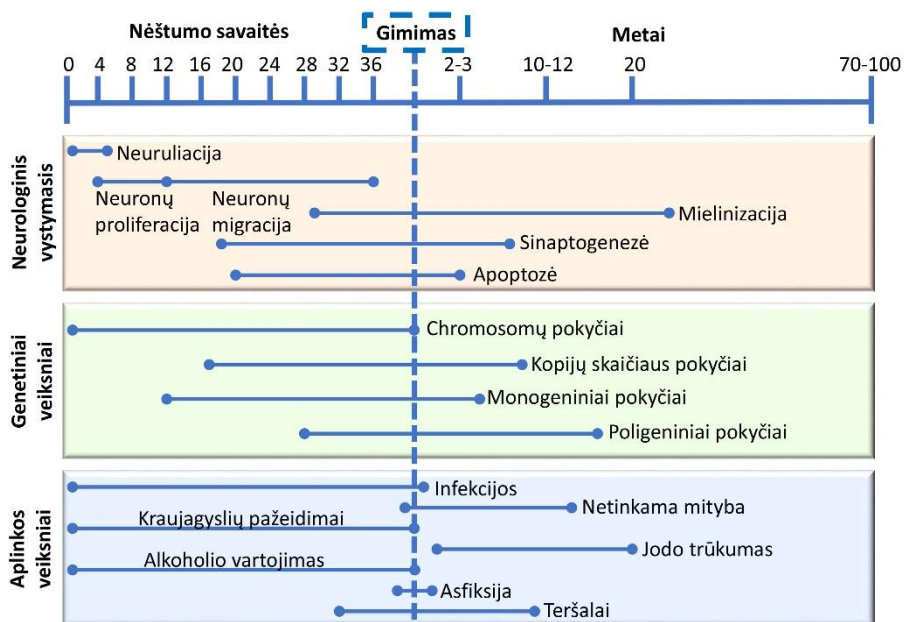 Nėštumo savaitės
Gimimas
Metai
0 4 8 12 16 20 24 28 32 36 2-3 10-12 20 70-100
Neurologinis
vystymasis
Neuruliacija
Neuronų
proliferacija
Neuronų
migracija
Mielinizacija
Sinaptogenezė
Apoptozė
Genetiniai
veiksniai
Chromosomų pokyčiai
Kopijų skaičiaus pokyčiai
Monogeniniai pokyčiai
Poligeniniai pokyčiai
Aplinkos
veiksniai
Infekcijos
Netinkama mityba
Kraujagyslių pažeidimai
Jodo trūkumas
Alkoholio vartojimas
Asfiksija
Teršalai